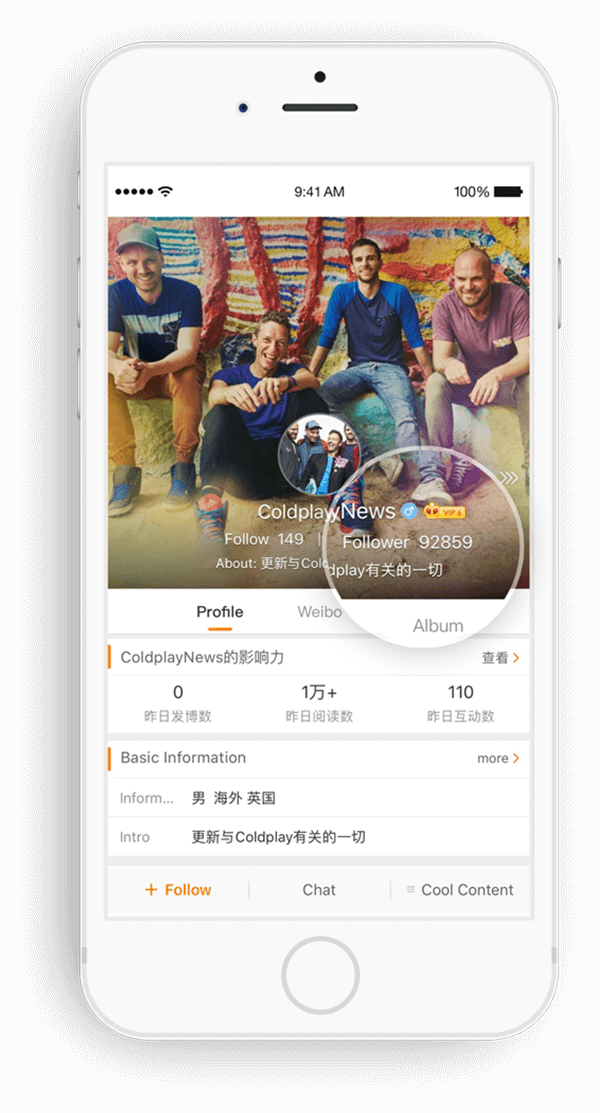 9:41 AM 100%
ColdplayNews VIP 6
Follow 149 | Follower 92859
About: 更新与Coldplay有关的一切
Profile Weibo Album
ColdplayNews的影响力 查看
0 1万+ 110
昨日发博数 昨日阅读数 昨日互动数
Basic Information more
Inform... 男 海外 英国
Intro 更新与Coldplay有关的一切
+ Follow Chat Cool Content